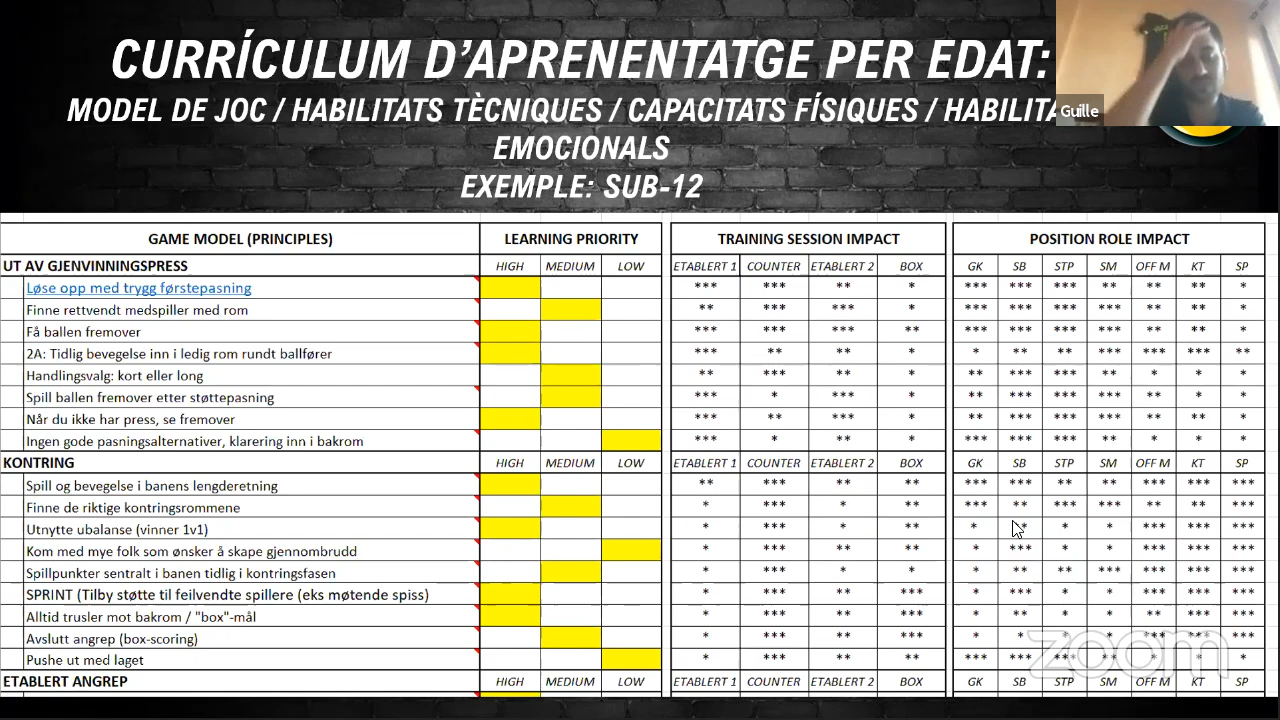 CURRÍCULUM D'APRENENTATGE PER EDAT:
MODEL DE JOC / HABILITATS TÈCNIQUES / CAPACITATS FÍSIQUES / HABILITA
EMOCIONALS
EXEMPLE: SUB-12
Guille
GAME MODEL (PRINCIPLES) LEARNING PRIORITY TRAINING SESSION IMPACT POSITION ROLE IMPACT
UT AV GJENVINNINGSPRESS HIGH MEDIUM LOW ETABLERT 1 COUNTER ETABLERT 2 BOX GK SB STP SM OFF M KT SP
Løse opp med trygg førstepasning *** *** ** * *** *** *** ** ** ** *
Finne rettvendt medspiller med rom ** *** *** * *** *** *** *** ** ** *
Få ballen fremover *** *** *** ** *** *** *** ** ** ** *
2A: Tidlig bevegelse inn i ledig rom rundt ballfører *** ** ** * * ** ** *** *** *** **
Handlingsvalg: kort eller long ** *** ** * ** *** *** ** * * *
Spill ballen fremover etter støttepasning *** * *** * ** *** *** *** ** * *
Når du ikke har press, se fremover *** ** *** * ** *** *** *** ** ** *
Ingen gode pasningsalternativer, klarering inn i bakrom *** * ** * *** *** *** ** * * *
KONTRING HIGH MEDIUM LOW ETABLERT 1 COUNTER ETABLERT 2 BOX GK SB STP SM OFF M KT SP
Spill og bevegelse i banens lengderetning ** *** ** ** *** *** ** ** *** *** ***
Finne de riktige kontringsrommene * *** * ** *** ** *** *** ** ** ***
Utnytte ubalanse (vinner 1v1) * *** * ** * * * *** *** ***
Kom med mye folk som ønsker å skape gjennombrudd * *** ** ** * *** * * *** *** ***
Spillpunkter sentralt i banen tidlig i kontringsfasen * *** ** ** * ** ** *** *** *** ***
SPRINT (Tilby støtte til feilvendte spillere (eks møtende spiss) * *** ** *** * *** * * *** *** ***
Alltid trusler mot bakrom / "box"-mål * *** ** *** * ** * * ** *** ***
Avslutt angrep (box-scoring) * *** ** *** * * * * *** *** ***
Pushe ut med laget * *** ** ** *** *** *** *** * * *
zoom
ETABLERT ANGREP HIGH MEDIUM LOW ETABLERT 1 COUNTER ETABLERT 2 BOX GK SB STP SM OFF M KT SP